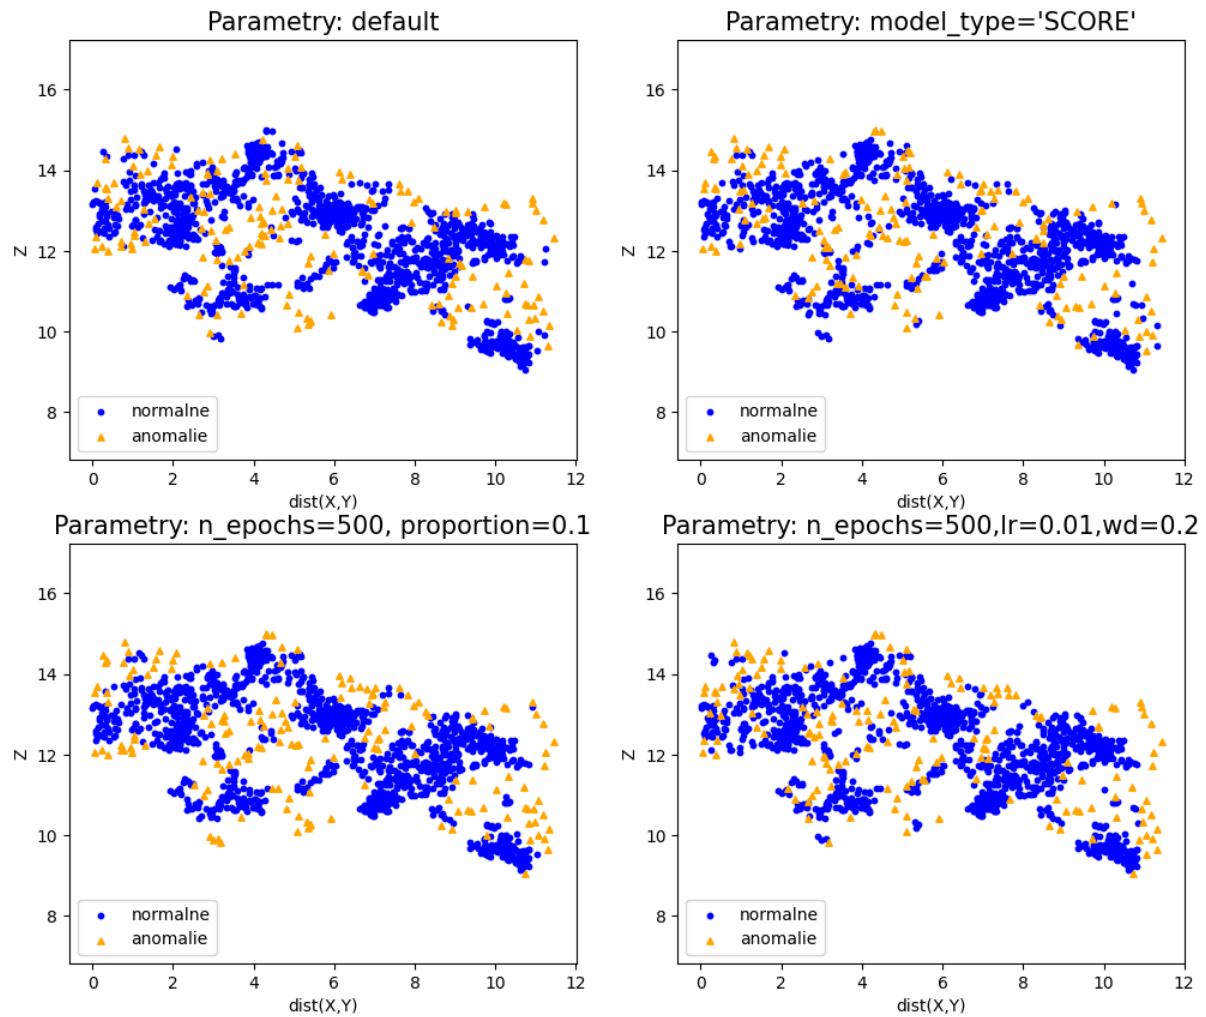 Parametry: default
16
14
12
10
8
Z
normalne
anomalie
0 2 4 6 8 10 12
dist(X,Y)
Parametry: model_type='SCORE'
16
14
12
10
8
Z
normalne
anomalie
0 2 4 6 8 10 12
dist(X,Y)
Parametry: n_epochs=500, proportion=0.1
16
14
12
10
8
Z
normalne
anomalie
0 2 4 6 8 10 12
dist(X,Y)
Parametry: n_epochs=500,lr=0.01,wd=0.2
16
14
12
10
8
Z
normalne
anomalie
0 2 4 6 8 10 12
dist(X,Y)